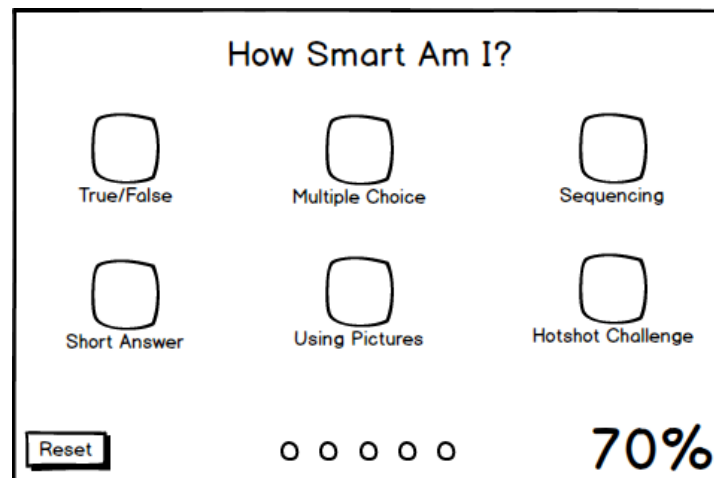 How Smart Am I?
True/False
Multiple Choice
Sequencing
Short Answer
Using Pictures
Hotshot Challenge
Reset
70%